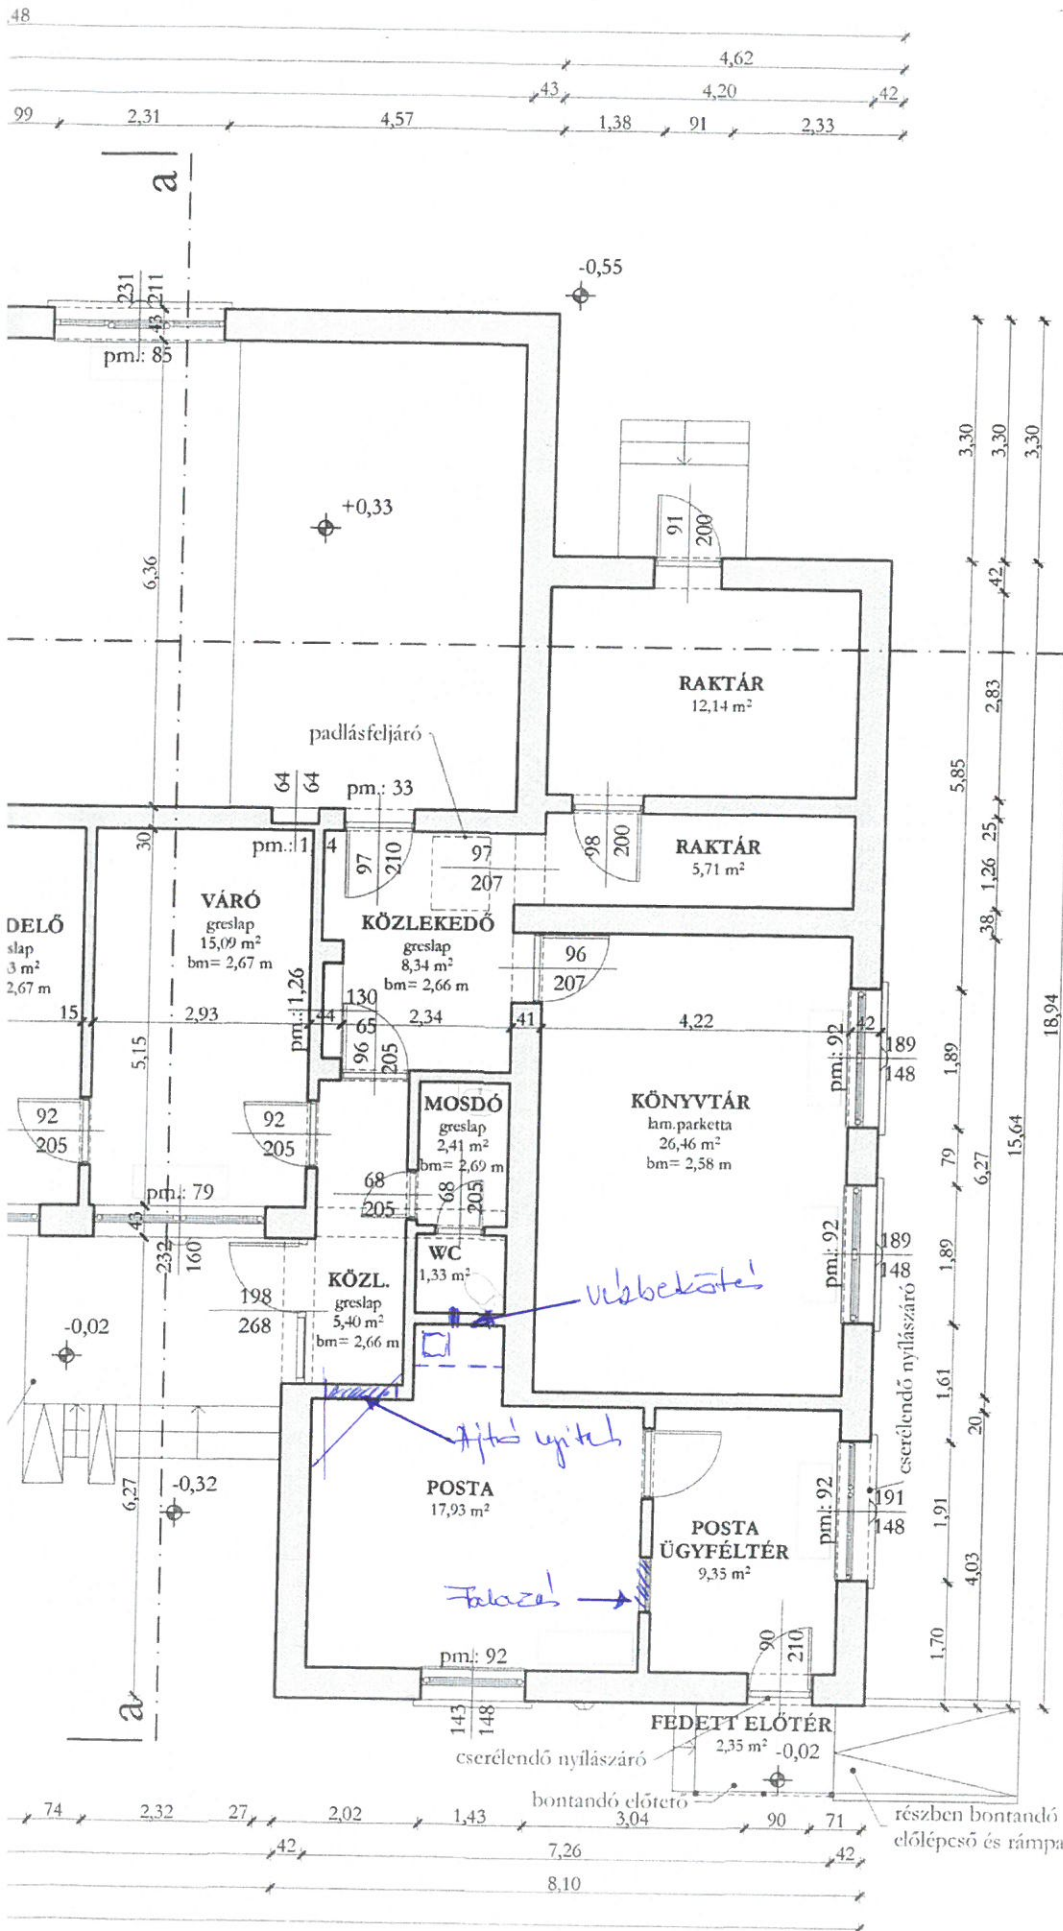 ,48
4,62
43
4,20
42
99
2,31
4,57
1,38
91
2,33
a
-0,55
231
211
43
pm.: 85
3,30
3,30
3,30
+0,33
91
200
6,36
42
RAKTÁR
12,14 m²
2,83
padlásfeljáró
5,85
64
64
pm.: 33
30
97
210
97
207
98
200
RAKTÁR
5,71 m²
25
1,26
38
VÁRÓ
greslap
15,09 m²
bm= 2,67 m
DELŐ
slap
3 m²
2,67 m
KÖZLEKEDŐ
greslap
8,34 m²
bm= 2,66 m
96
207
pm.: 1,26
15
2,93
44
130
65
2,34
41
4,22
42
pm.: 92
189
148
18,94
5,15
96
205
1,89
92
205
92
205
MOSDÓ
greslap
2,41 m²
bm= 2,69 m
KÖNYVTÁR
lam.parketta
26,46 m²
bm= 2,58 m
15,64
79
6,27
pm.: 79
68
205
68
205
43
232
160
WC
1,33 m²
pm.: 92
189
148
1,89
KÖZL.
greslap
5,40 m²
bm= 2,66 m
198
268
vízbekötés
-0,02
cserélendő nyílászáró
1,61
20
Ajtó nyitás
6,27
-0,32
POSTA
17,93 m²
pm.: 92
191
148
1,91
POSTA
ÜGYFÉLTÉR
9,35 m²
4,03
Falazás
90
210
1,70
pm.: 92
143
148
a
FEDETT ELŐTÉR
2,35 m²
-0,02
cserélendő nyílászáró
bontandó előtető
részben bontandó
előlépcső és rámpa
74
2,32
27
2,02
1,43
3,04
90
71
42
7,26
42
8,10